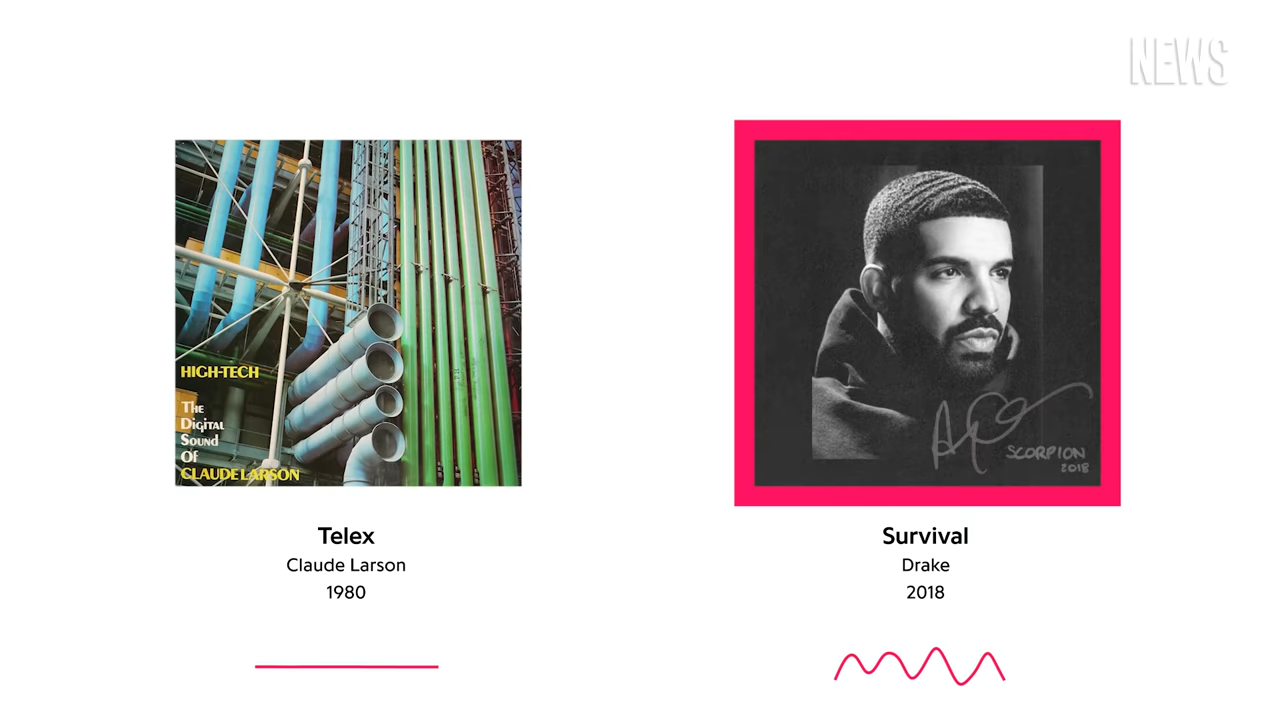 NEWS
HIGH-TECH
The
Digital
Sound
Of
CLAUDE LARSON
SCORPION
2018
Telex
Claude Larson
1980
Survival
Drake
2018